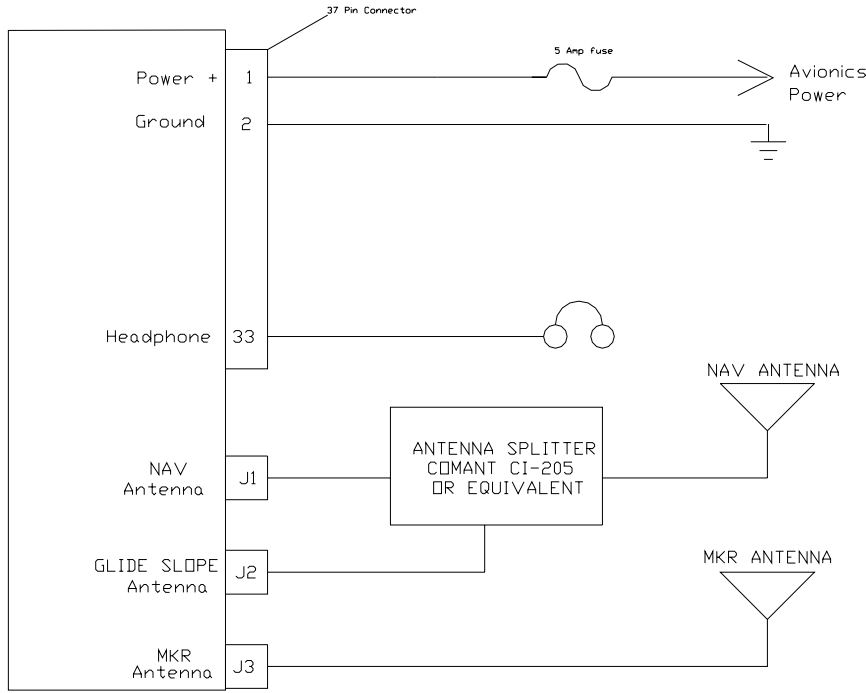 37 Pin Connector
5 Amp fuse
Power +
1
Avionics
Power
Ground
2
Headphone
33
NAV ANTENNA
ANTENNA SPLITTER
COMANT CI-205
OR EQUIVALENT
NAV
Antenna
J1
MKR ANTENNA
GLIDE SLOPE
Antenna
J2
MKR
Antenna
J3